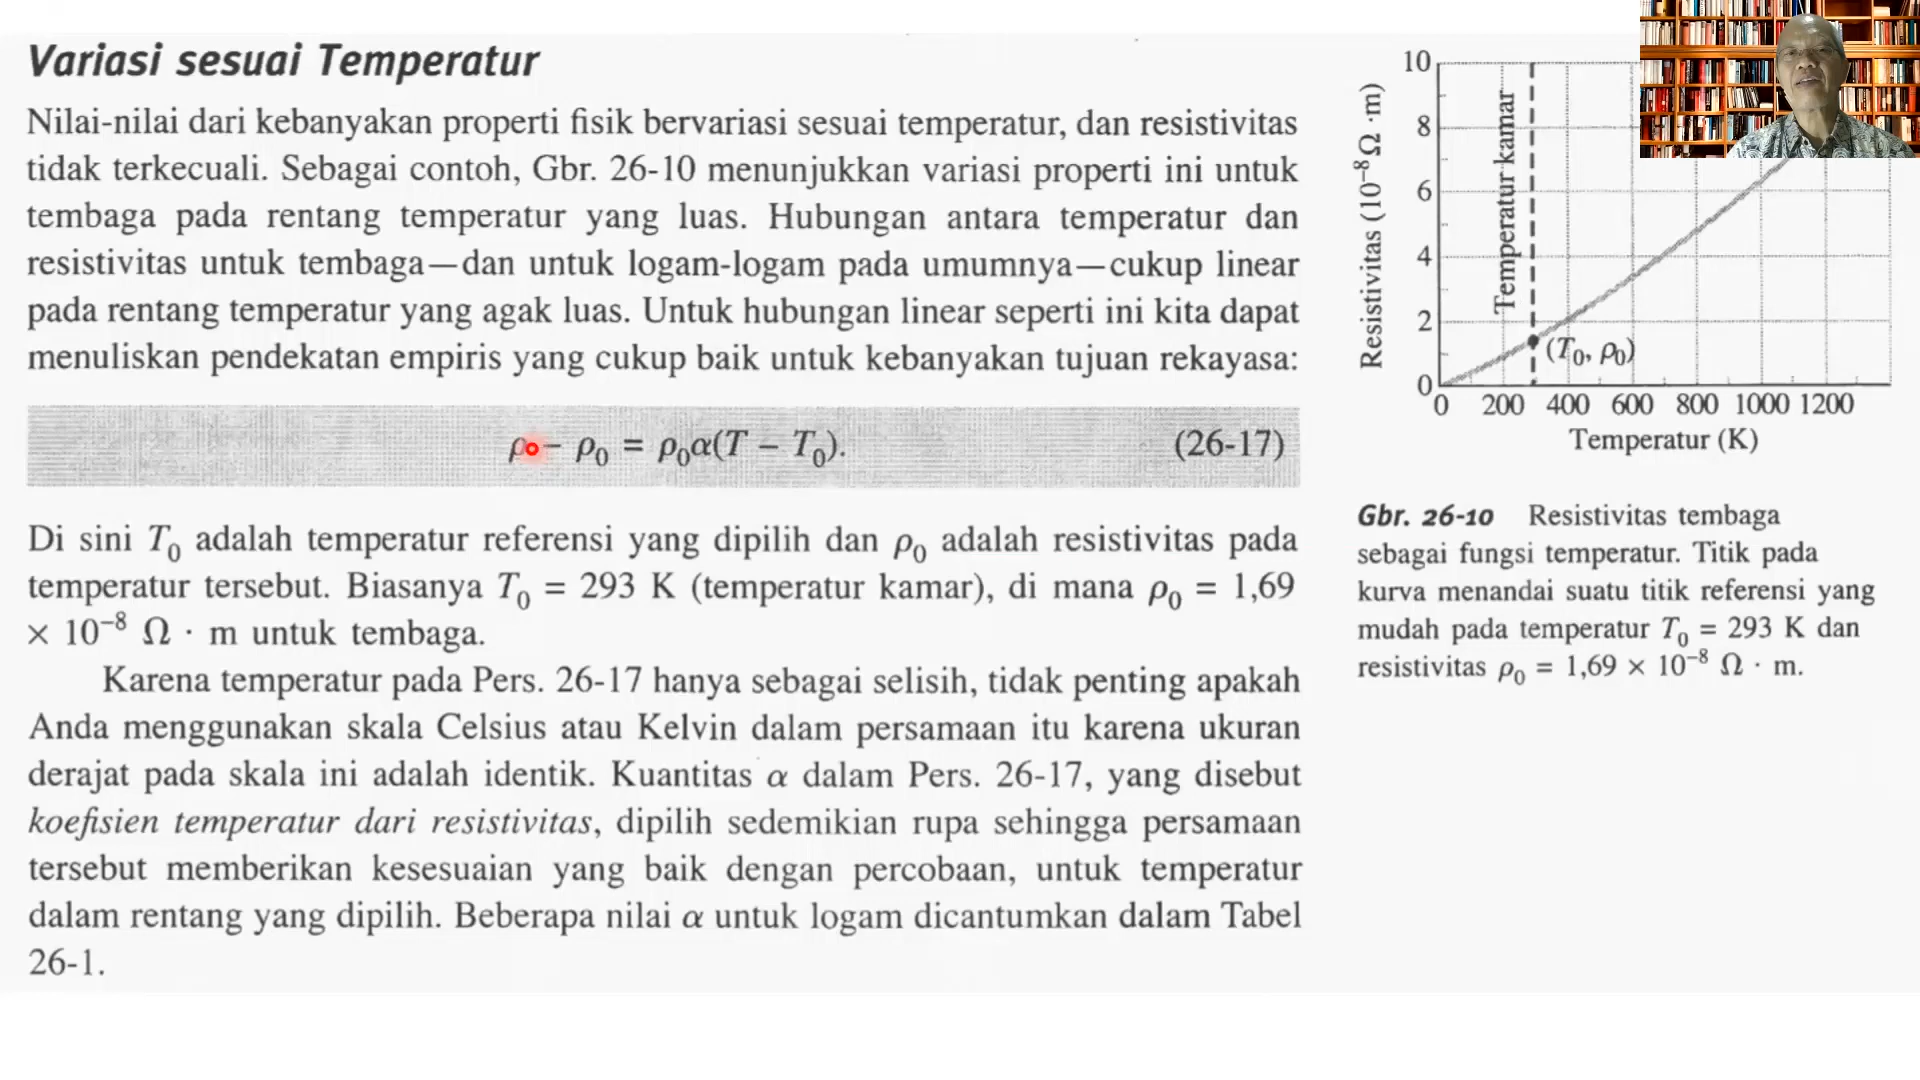 Variasi sesuai Temperatur
Nilai-nilai dari kebanyakan properti fisik bervariasi sesuai temperatur, dan resistivitas
tidak terkecuali. Sebagai contoh, Gbr. 26-10 menunjukkan variasi properti ini untuk
tembaga pada rentang temperatur yang luas. Hubungan antara temperatur dan
resistivitas untuk tembaga—dan untuk logam-logam pada umumnya—cukup linear
pada rentang temperatur yang agak luas. Untuk hubungan linear seperti ini kita dapat
menuliskan pendekatan empiris yang cukup baik untuk kebanyakan tujuan rekayasa:
ρ − ρ₀ = ρ₀α(T − T₀). (26-17)
Di sini T₀ adalah temperatur referensi yang dipilih dan ρ₀ adalah resistivitas pada
temperatur tersebut. Biasanya T₀ = 293 K (temperatur kamar), di mana ρ₀ = 1,69
× 10⁻⁸ Ω · m untuk tembaga.
Karena temperatur pada Pers. 26-17 hanya sebagai selisih, tidak penting apakah
Anda menggunakan skala Celsius atau Kelvin dalam persamaan itu karena ukuran
derajat pada skala ini adalah identik. Kuantitas α dalam Pers. 26-17, yang disebut
koefisien temperatur dari resistivitas, dipilih sedemikian rupa sehingga persamaan
tersebut memberikan kesesuaian yang baik dengan percobaan, untuk temperatur
dalam rentang yang dipilih. Beberapa nilai α untuk logam dicantumkan dalam Tabel
26-1.
Resistivitas (10⁻⁸Ω ·m)
10
8
6
4
2
0
Temperatur kamar
(T₀, ρ₀)
0 200 400 600 800 1000 1200
Temperatur (K)
Gbr. 26-10 Resistivitas tembaga
sebagai fungsi temperatur. Titik pada
kurva menandai suatu titik referensi yang
mudah pada temperatur T₀ = 293 K dan
resistivitas ρ₀ = 1,69 × 10⁻⁸ Ω · m.